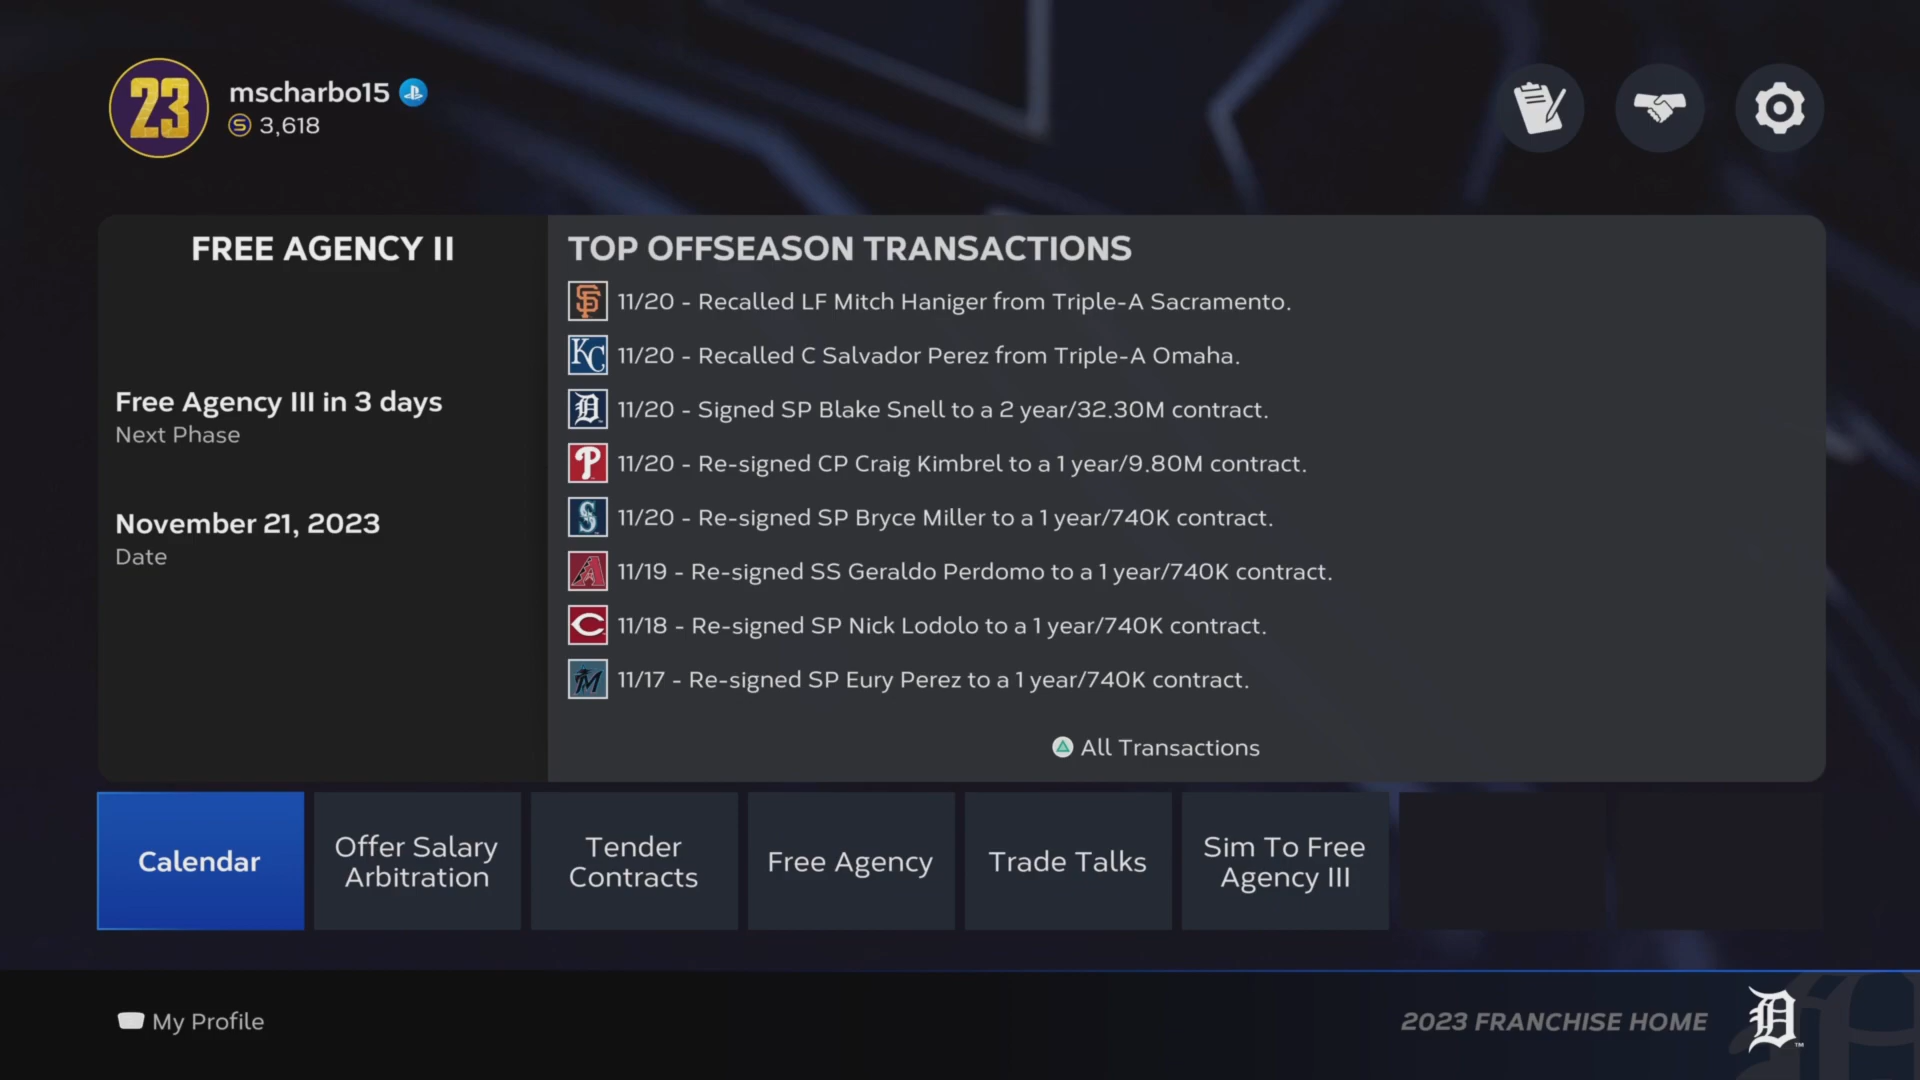 23
mscharbo15
S 3,618
FREE AGENCY II
Free Agency III in 3 days
Next Phase
November 21, 2023
Date
TOP OFFSEASON TRANSACTIONS
SF 11/20 - Recalled LF Mitch Haniger from Triple-A Sacramento.
KC 11/20 - Recalled C Salvador Perez from Triple-A Omaha.
D 11/20 - Signed SP Blake Snell to a 2 year/32.30M contract.
P 11/20 - Re-signed CP Craig Kimbrel to a 1 year/9.80M contract.
S 11/20 - Re-signed SP Bryce Miller to a 1 year/740K contract.
A 11/19 - Re-signed SS Geraldo Perdomo to a 1 year/740K contract.
C 11/18 - Re-signed SP Nick Lodolo to a 1 year/740K contract.
M 11/17 - Re-signed SP Eury Perez to a 1 year/740K contract.
All Transactions
Calendar
Offer Salary
Arbitration
Tender
Contracts
Free Agency
Trade Talks
Sim To Free
Agency III
My Profile
2023 FRANCHISE HOME
D™